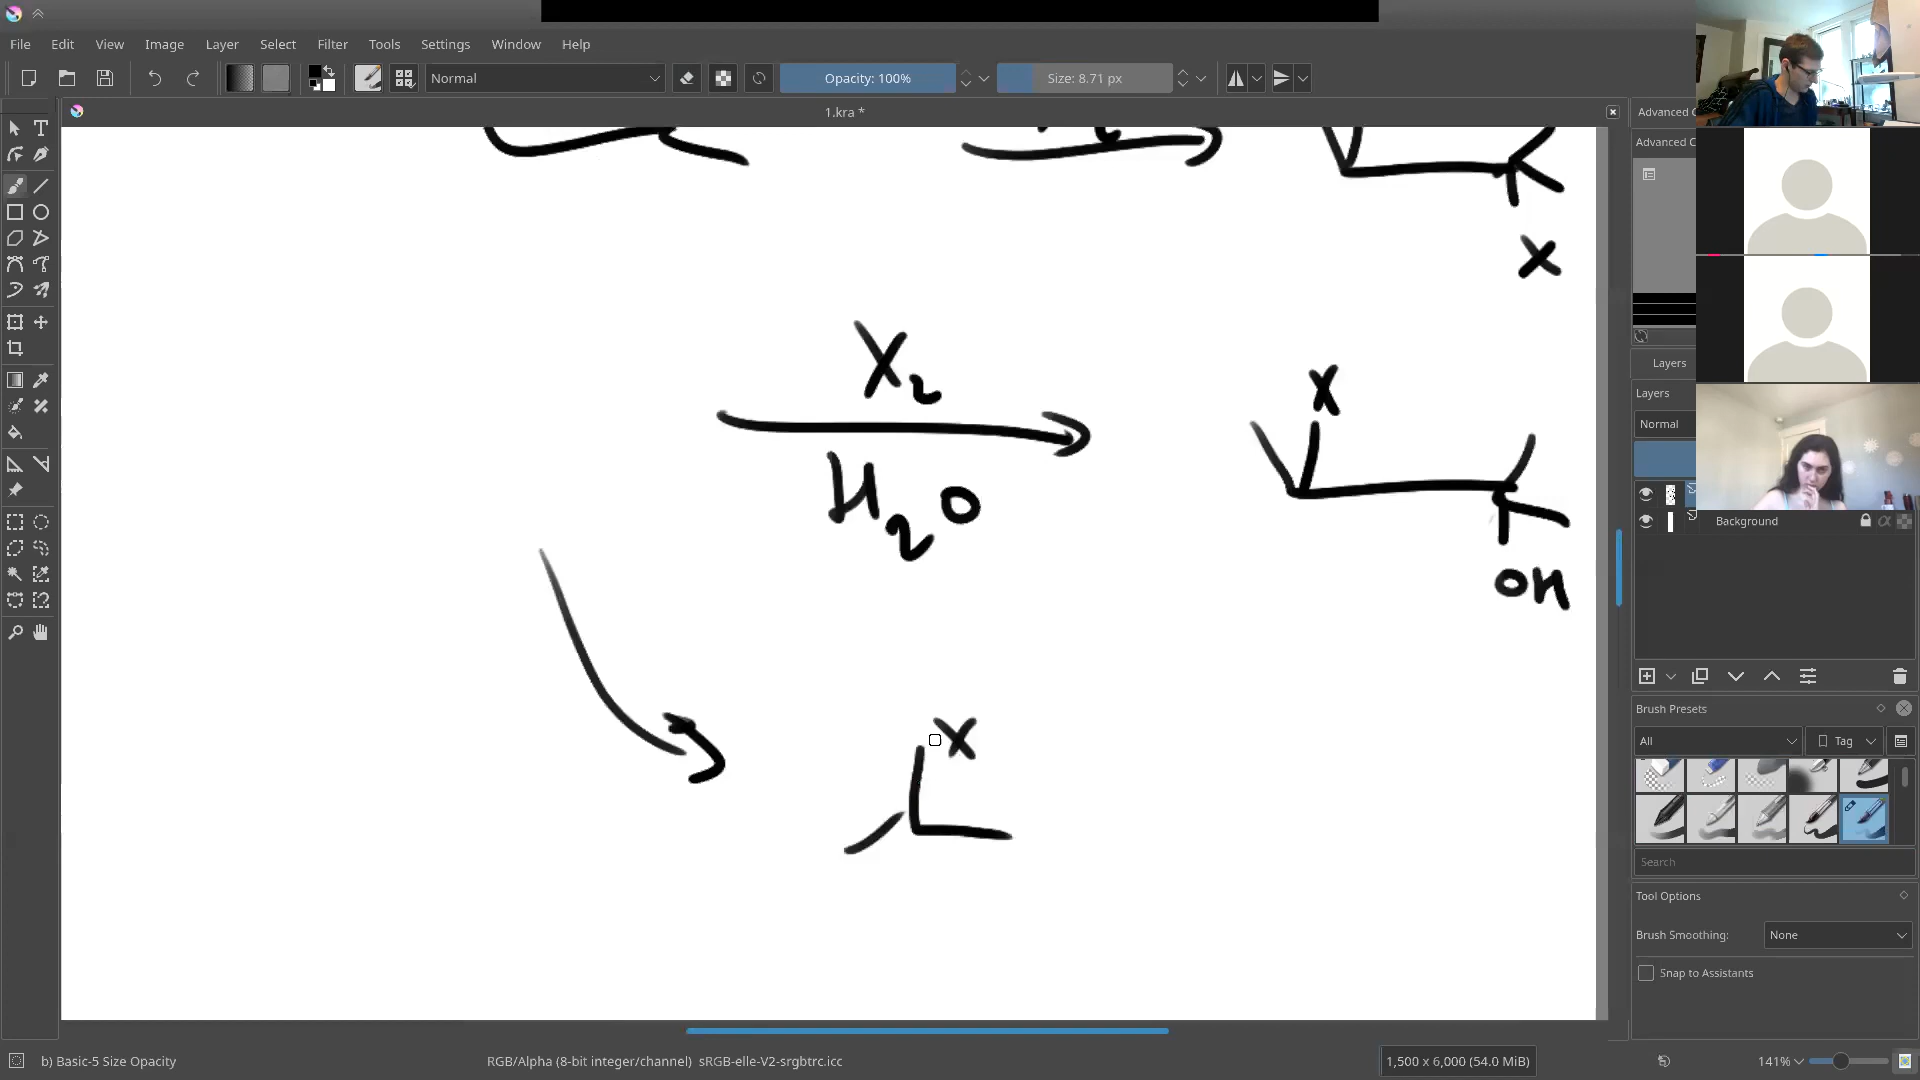 File Edit View Image Layer Select Filter Tools Settings Window Help
Normal
Opacity: 100%
Size: 8.71 px
1.kra *
Advanced C
Advanced C
X
X2
H2O
X
OH
X
Layers
Layers
Normal
Background
Brush Presets
All
Tag
Search
Tool Options
Brush Smoothing: None
Snap to Assistants
b) Basic-5 Size Opacity
RGB/Alpha (8-bit integer/channel) sRGB-elle-V2-srgbtrc.icc
1,500 x 6,000 (54.0 MiB)
141%